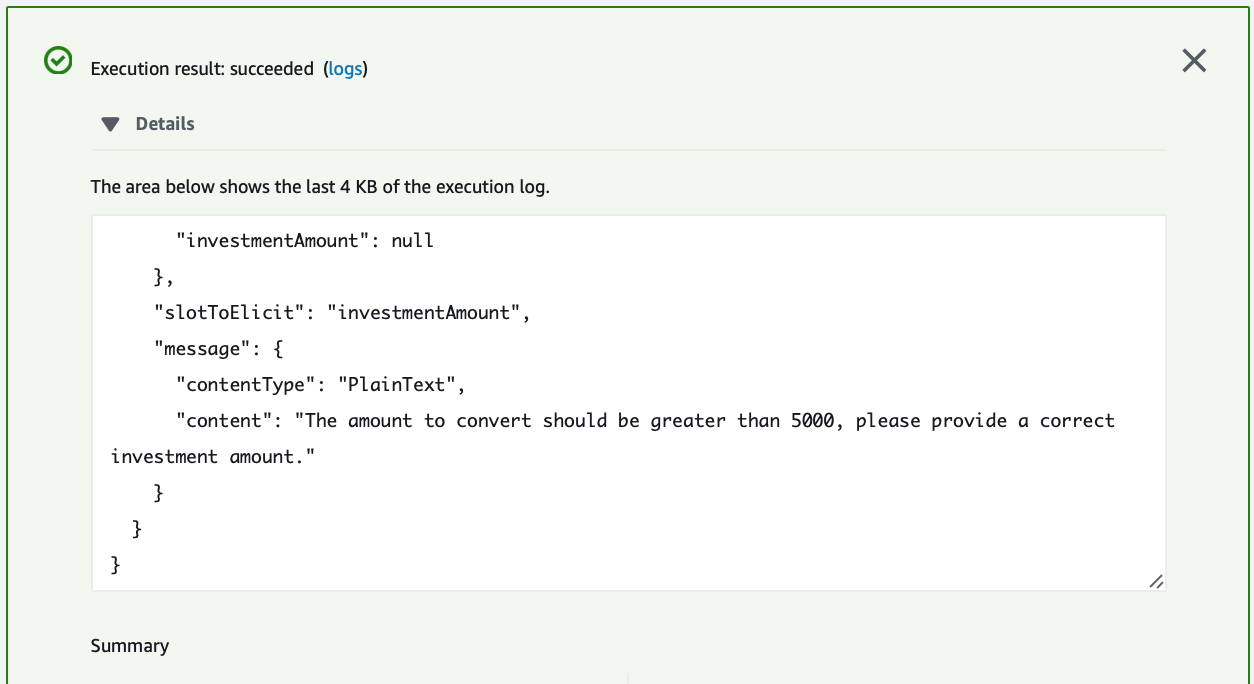 Execution result: succeeded (logs)
Details
The area below shows the last 4 KB of the execution log.
"investmentAmount": null
},
"slotToElicit": "investmentAmount",
"message": {
"contentType": "PlainText",
"content": "The amount to convert should be greater than 5000, please provide a correct
investment amount."
}
}
}
Summary